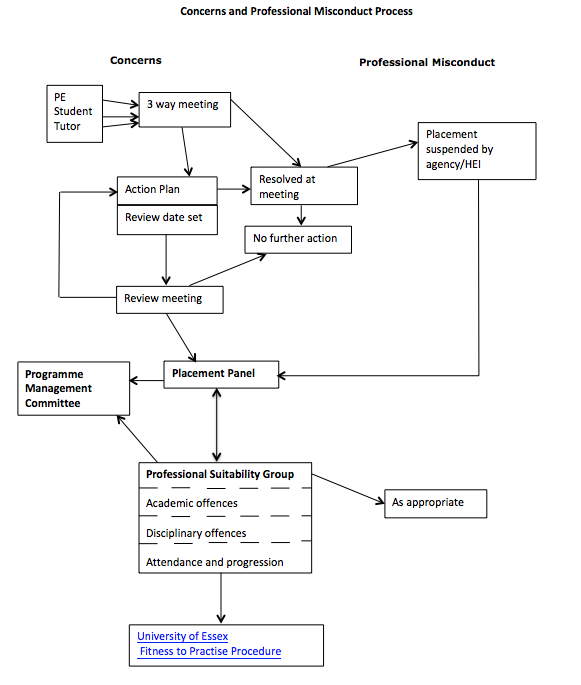 Concerns and Professional Misconduct Process
Concerns
Professional Misconduct
PE
Student
Tutor
3 way meeting
Placement
suspended by
agency/HEI
Resolved at
meeting
Action Plan
Review date set
No further action
Review meeting
Programme
Management
Committee
Placement Panel
Professional Suitability Group
Academic offences
Disciplinary offences
Attendance and progression
As appropriate
University of Essex
Fitness to Practise Procedure